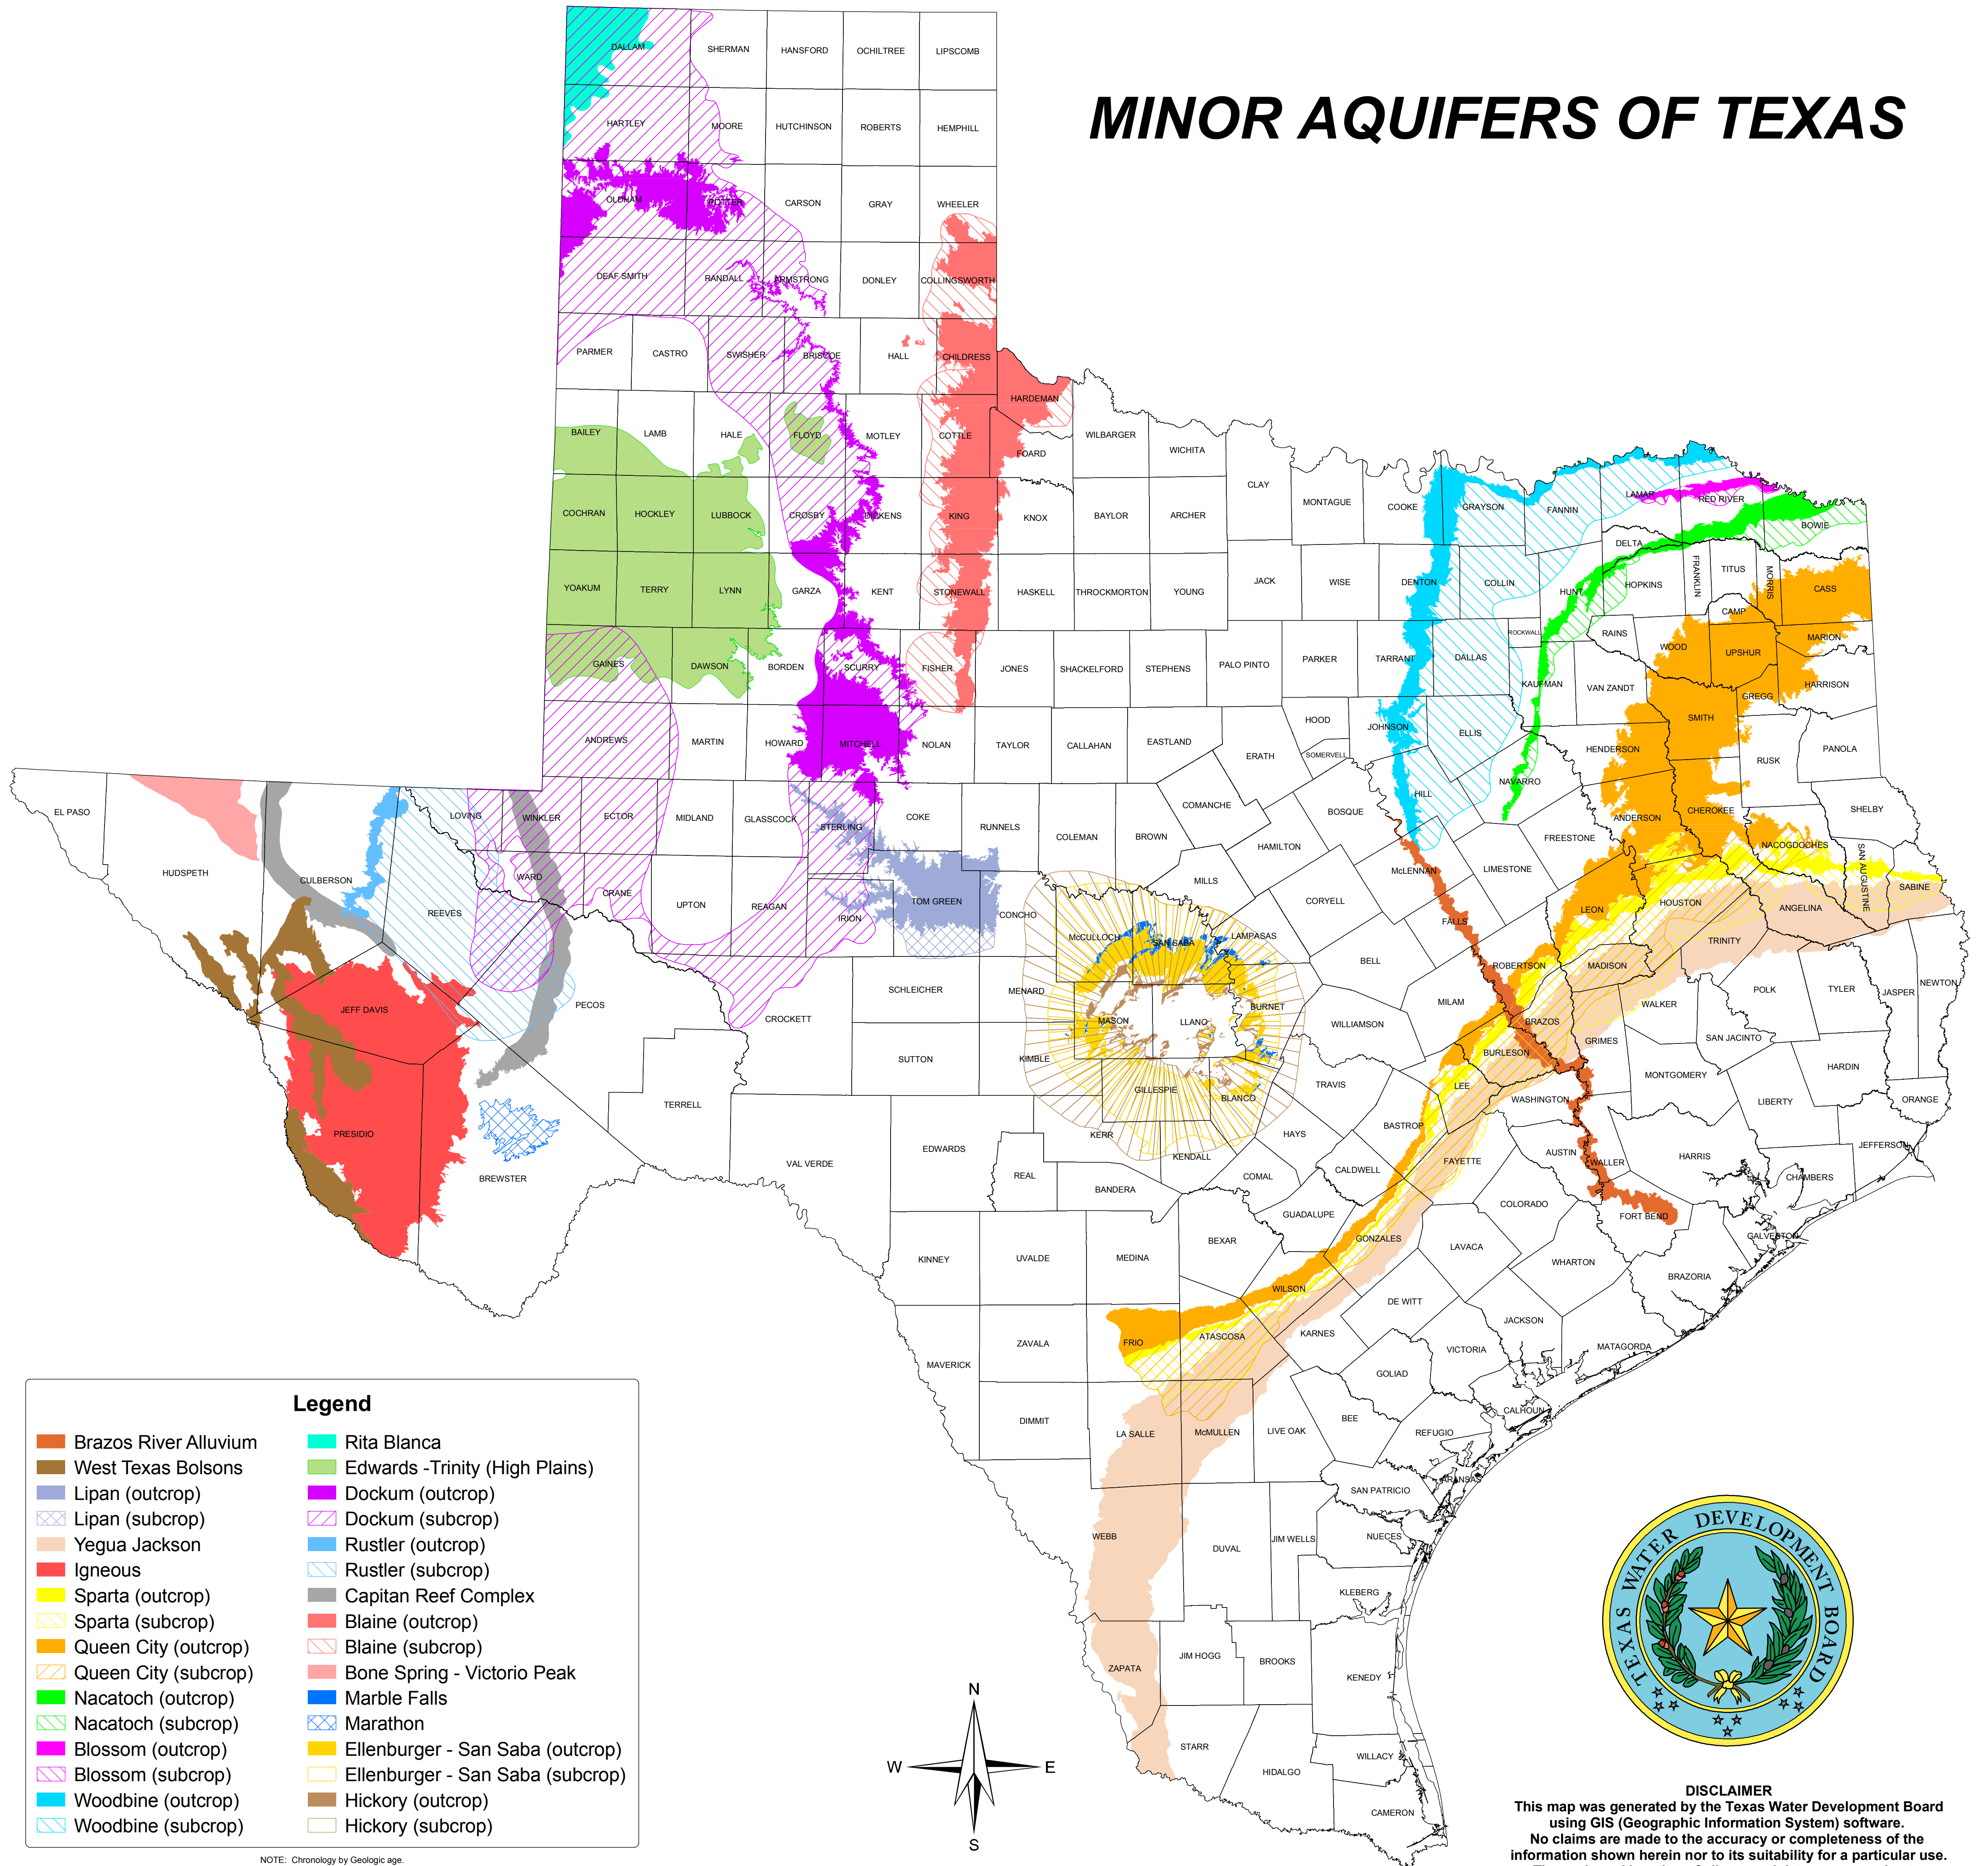 MINOR AQUIFERS OF TEXAS
DALLAM
SHERMAN
HANSFORD
OCHILTREE
LIPSCOMB
HARTLEY
MOORE
HUTCHINSON
ROBERTS
HEMPHILL
OLDHAM
POTTER
CARSON
GRAY
WHEELER
DEAF SMITH
RANDALL
ARMSTRONG
DONLEY
COLLINGSWORTH
PARMER
CASTRO
SWISHER
BRISCOE
HALL
CHILDRESS
HARDEMAN
BAILEY
LAMB
HALE
FLOYD
MOTLEY
COTTLE
FOARD
WILBARGER
WICHITA
CLAY
MONTAGUE
COOKE
GRAYSON
FANNIN
LAMAR
RED RIVER
BOWIE
COCHRAN
HOCKLEY
LUBBOCK
CROSBY
DICKENS
KING
KNOX
BAYLOR
ARCHER
DELTA
FRANKLIN
TITUS
MORRIS
CASS
YOAKUM
TERRY
LYNN
GARZA
KENT
STONEWALL
HASKELL
THROCKMORTON
YOUNG
JACK
WISE
DENTON
COLLIN
HUNT
HOPKINS
CAMP
MARION
GAINES
DAWSON
BORDEN
SCURRY
FISHER
JONES
SHACKELFORD
STEPHENS
PALO PINTO
PARKER
TARRANT
DALLAS
ROCKWALL
RAINS
WOOD
UPSHUR
KAUFMAN
VAN ZANDT
GREGG
HARRISON
ANDREWS
MARTIN
HOWARD
MITCHELL
NOLAN
TAYLOR
CALLAHAN
EASTLAND
ERATH
HOOD
SOMERVELL
JOHNSON
ELLIS
HENDERSON
SMITH
RUSK
PANOLA
EL PASO
HUDSPETH
CULBERSON
LOVING
WINKLER
ECTOR
MIDLAND
GLASSCOCK
STERLING
COKE
RUNNELS
COLEMAN
BROWN
COMANCHE
HAMILTON
BOSQUE
HILL
NAVARRO
FREESTONE
ANDERSON
CHEROKEE
NACOGDOCHES
SHELBY
SAN AUGUSTINE
SABINE
REEVES
WARD
CRANE
UPTON
REAGAN
IRION
TOM GREEN
CONCHO
McCULLOCH
SAN SABA
MILLS
LAMPASAS
CORYELL
McLENNAN
LIMESTONE
FALLS
LEON
HOUSTON
ANGELINA
TRINITY
JEFF DAVIS
PECOS
CROCKETT
SCHLEICHER
MENARD
MASON
LLANO
BURNET
BELL
MILAM
ROBERTSON
MADISON
WALKER
POLK
TYLER
JASPER
NEWTON
SUTTON
KIMBLE
GILLESPIE
BLANCO
WILLIAMSON
TRAVIS
BURLESON
BRAZOS
GRIMES
SAN JACINTO
MONTGOMERY
HARDIN
PRESIDIO
BREWSTER
TERRELL
VAL VERDE
EDWARDS
REAL
KERR
KENDALL
BANDERA
HAYS
COMAL
CALDWELL
BASTROP
LEE
WASHINGTON
FAYETTE
AUSTIN
WALLER
HARRIS
LIBERTY
ORANGE
JEFFERSON
CHAMBERS
KINNEY
UVALDE
MEDINA
BEXAR
GUADALUPE
GONZALES
LAVACA
COLORADO
FORT BEND
WHARTON
GALVESTON
BRAZORIA
MAVERICK
ZAVALA
FRIO
ATASCOSA
WILSON
KARNES
DE WITT
JACKSON
MATAGORDA
VICTORIA
GOLIAD
CALHOUN
DIMMIT
LA SALLE
McMULLEN
LIVE OAK
BEE
REFUGIO
ARANSAS
SAN PATRICIO
WEBB
DUVAL
JIM WELLS
NUECES
KLEBERG
ZAPATA
JIM HOGG
BROOKS
KENEDY
STARR
HIDALGO
WILLACY
CAMERON
Legend
Brazos River Alluvium
West Texas Bolsons
Lipan (outcrop)
Lipan (subcrop)
Yegua Jackson
Igneous
Sparta (outcrop)
Sparta (subcrop)
Queen City (outcrop)
Queen City (subcrop)
Nacatoch (outcrop)
Nacatoch (subcrop)
Blossom (outcrop)
Blossom (subcrop)
Woodbine (outcrop)
Woodbine (subcrop)
Rita Blanca
Edwards -Trinity (High Plains)
Dockum (outcrop)
Dockum (subcrop)
Rustler (outcrop)
Rustler (subcrop)
Capitan Reef Complex
Blaine (outcrop)
Blaine (subcrop)
Bone Spring - Victorio Peak
Marble Falls
Marathon
Ellenburger - San Saba (outcrop)
Ellenburger - San Saba (subcrop)
Hickory (outcrop)
Hickory (subcrop)
NOTE: Chronology by Geologic age.
N
W
E
S
TEXAS WATER DEVELOPMENT BOARD
DISCLAIMER
This map was generated by the Texas Water Development Board
using GIS (Geographic Information System) software.
No claims are made to the accuracy or completeness of the
information shown herein nor to its suitability for a particular use.